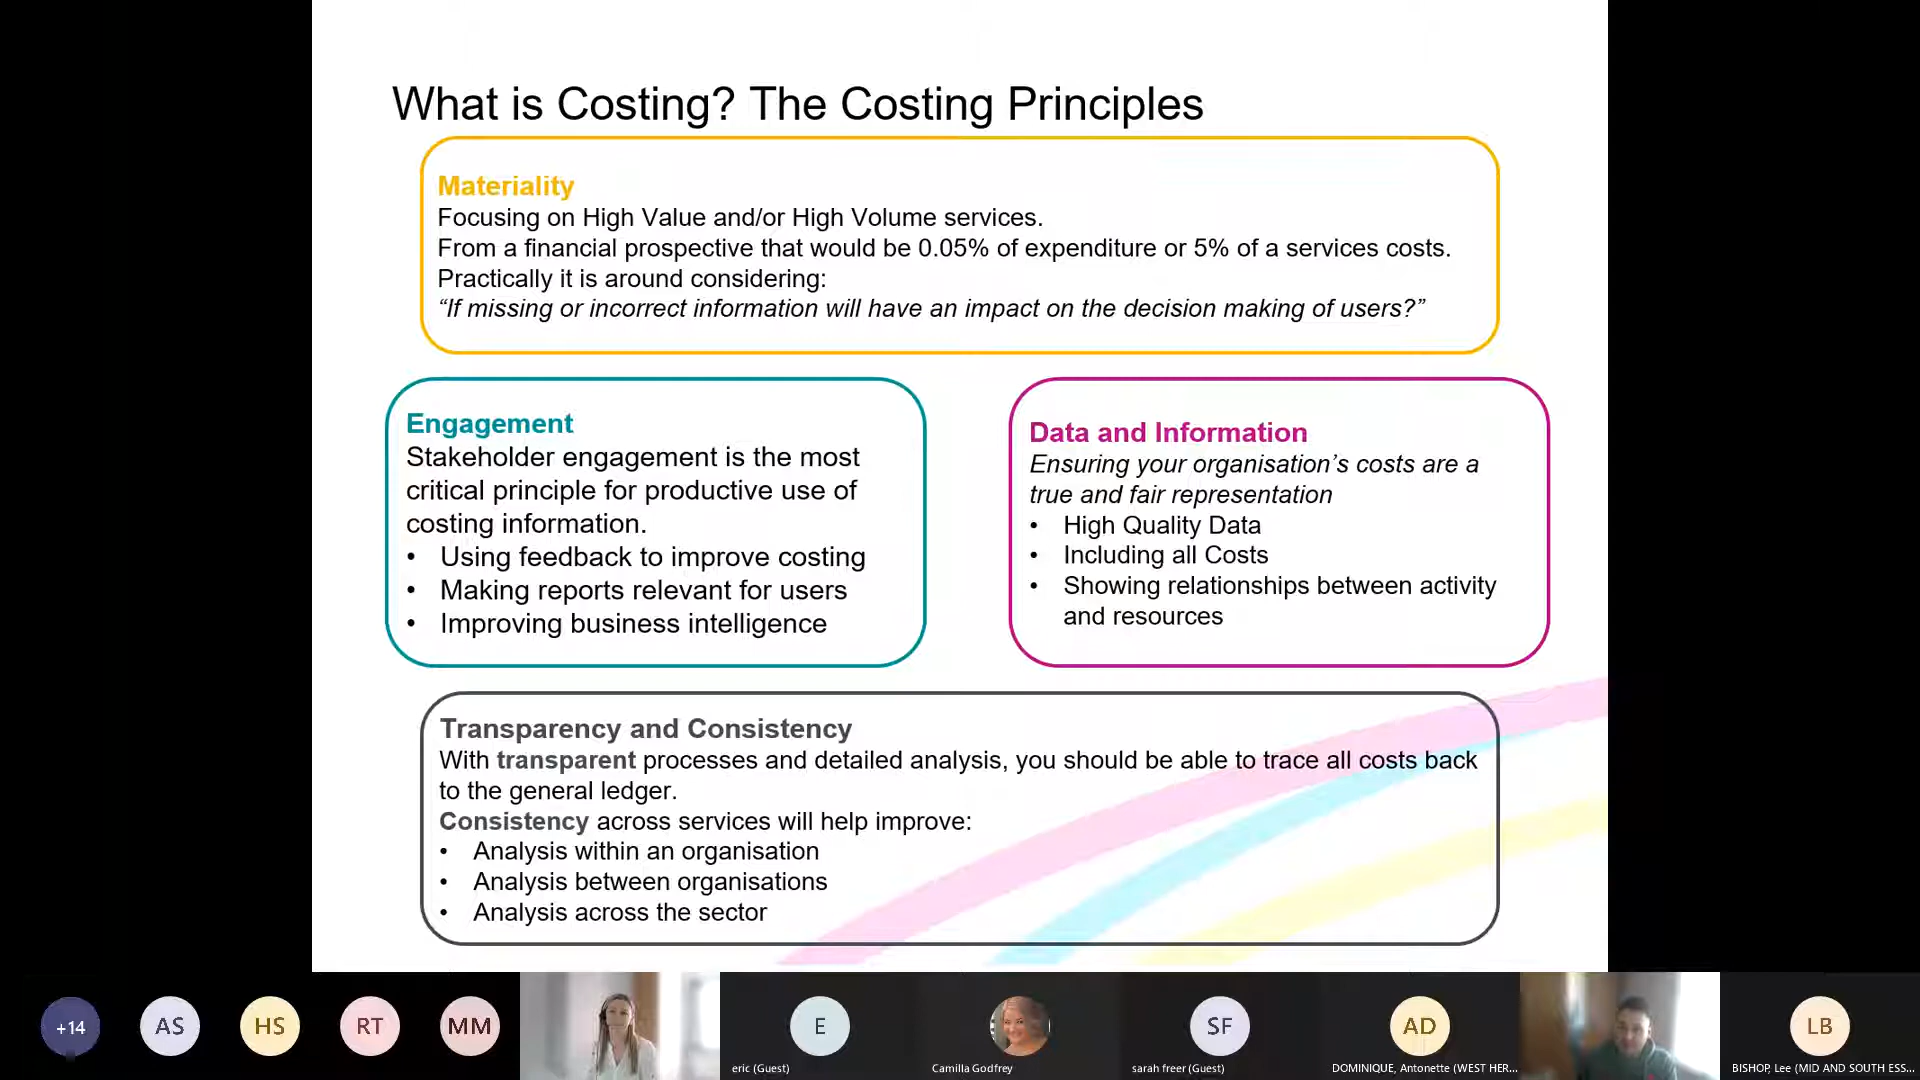 What is Costing? The Costing Principles
Materiality
Focusing on High Value and/or High Volume services.
From a financial prospective that would be 0.05% of expenditure or 5% of a services costs.
Practically it is around considering:
“If missing or incorrect information will have an impact on the decision making of users?”
Engagement
Stakeholder engagement is the most
critical principle for productive use of
costing information.
• Using feedback to improve costing
• Making reports relevant for users
• Improving business intelligence
Data and Information
Ensuring your organisation’s costs are a
true and fair representation
• High Quality Data
• Including all Costs
• Showing relationships between activity
and resources
Transparency and Consistency
With transparent processes and detailed analysis, you should be able to trace all costs back
to the general ledger.
Consistency across services will help improve:
• Analysis within an organisation
• Analysis between organisations
• Analysis across the sector
+14
AS
HS
RT
MM
E
eric (Guest)
Camilla Godfrey
SF
sarah freer (Guest)
AD
DOMINIQUE, Antonette (WEST HER...
LB
BISHOP, Lee (MID AND SOUTH ESS...